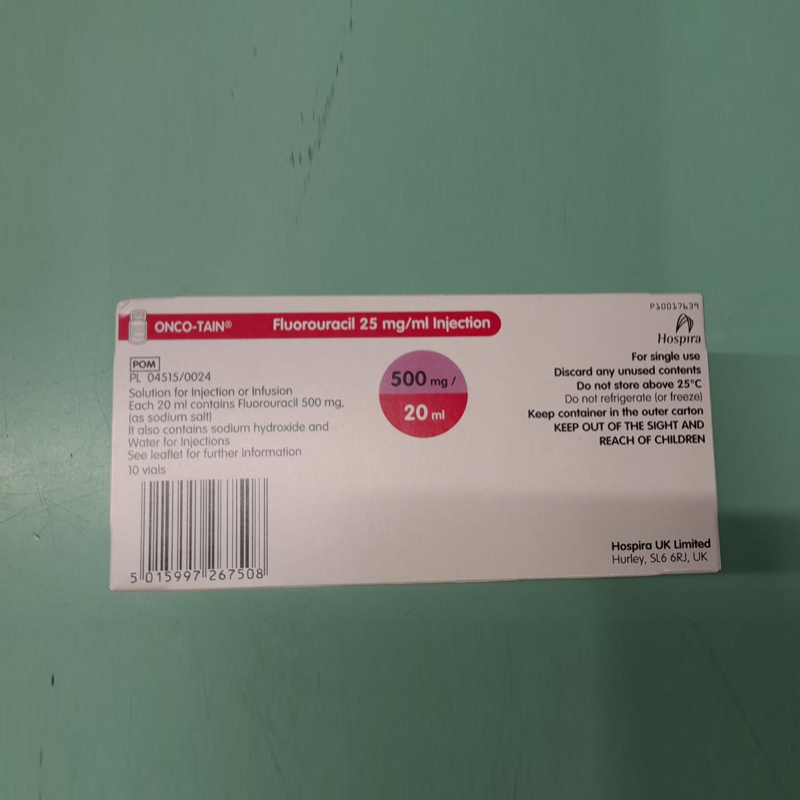 ONCO-TAIN® Fluorouracil 25 mg/ml Injection
P10017639
Hospira
POM
PL 04515/0024
Solution for Injection or Infusion
Each 20 ml contains Fluorouracil 500 mg,
(as sodium salt)
It also contains sodium hydroxide and
Water for Injections
See leaflet for further information
10 vials
500 mg /
20 ml
For single use
Discard any unused contents
Do not store above 25°C
Do not refrigerate (or freeze)
Keep container in the outer carton
KEEP OUT OF THE SIGHT AND
REACH OF CHILDREN
5 015997 267508
Hospira UK Limited
Hurley, SL6 6RJ, UK